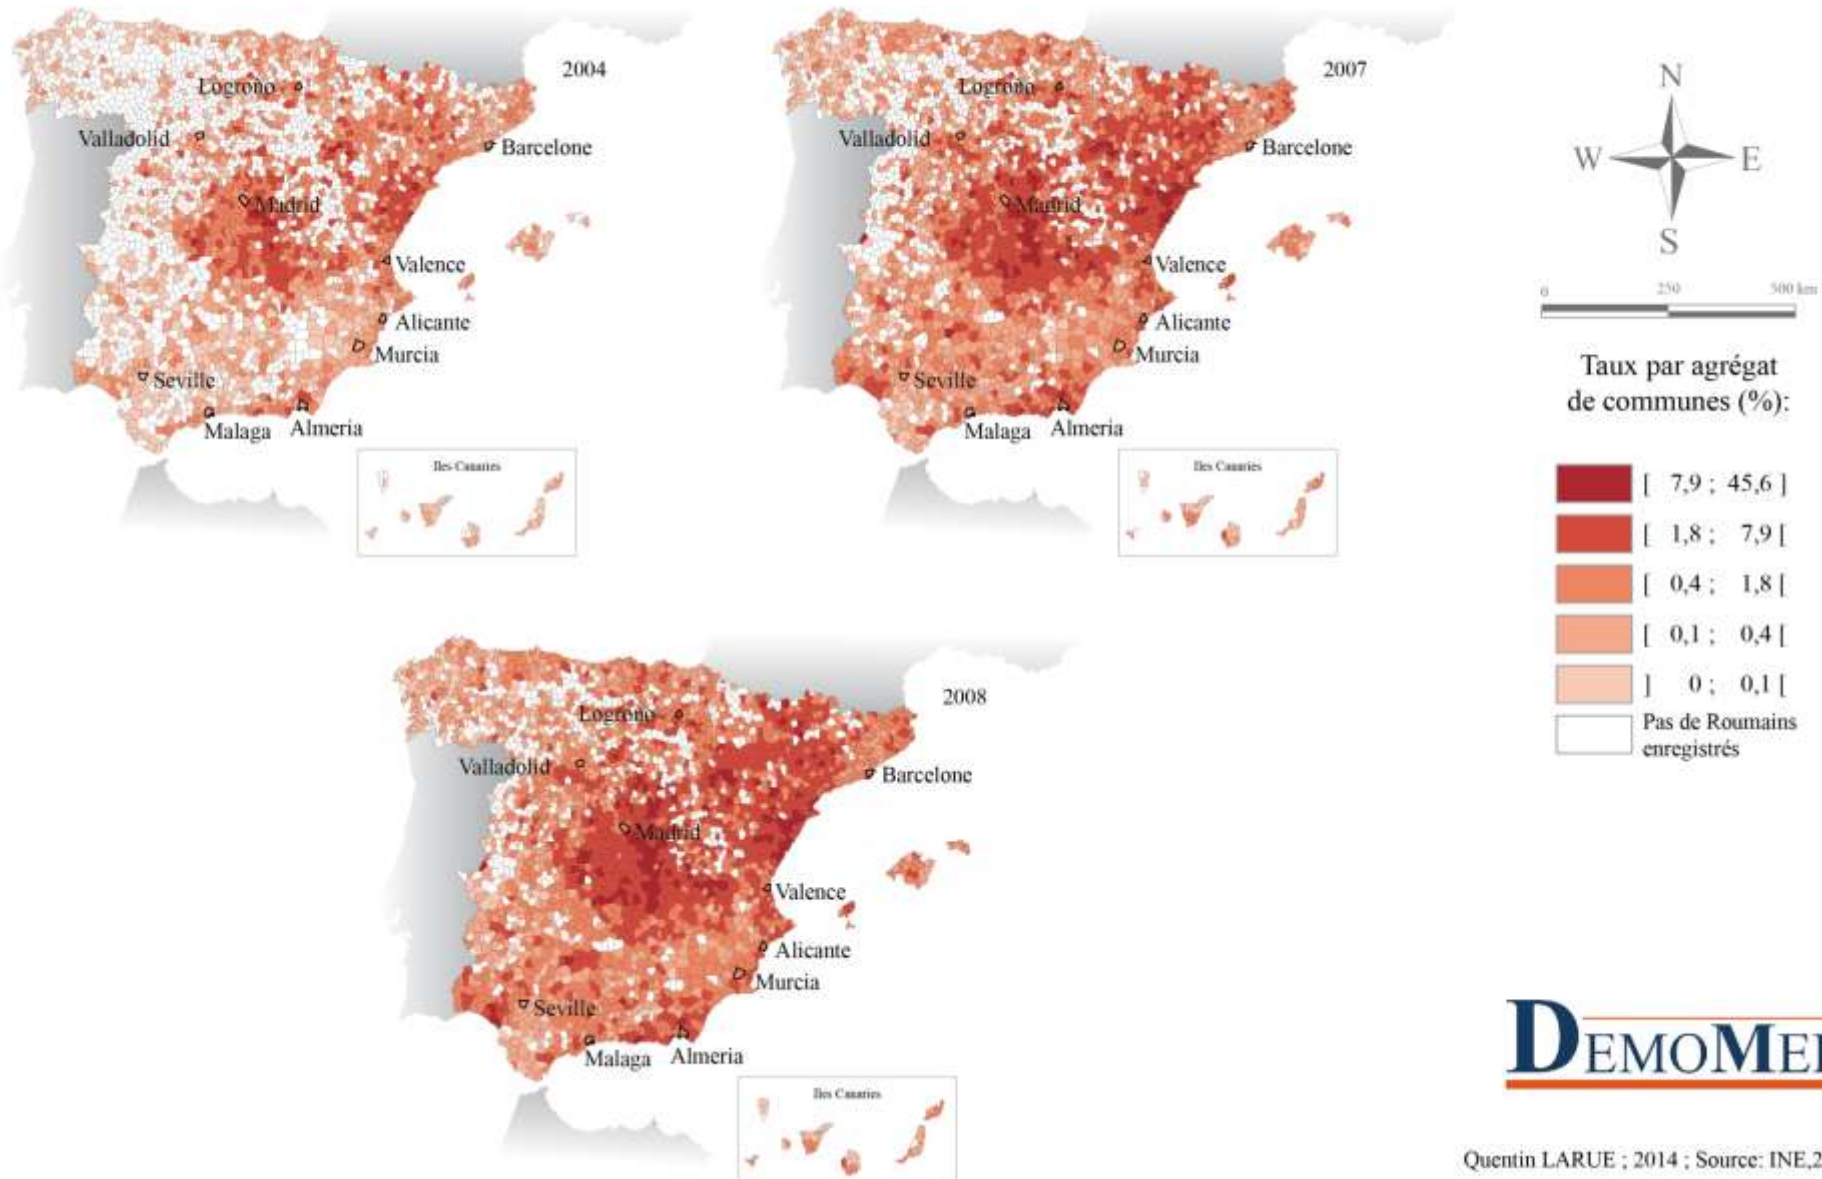 2004
Logroño
Valladolid
Barcelone
Madrid
Valence
Alicante
Murcia
Seville
Malaga
Almeria
Iles Canaries
2007
Logroño
Valladolid
Barcelone
Madrid
Valence
Alicante
Murcia
Seville
Malaga
Almeria
Iles Canaries
2008
Logroño
Valladolid
Barcelone
Madrid
Valence
Alicante
Murcia
Seville
Malaga
Almeria
Iles Canaries
N
W E
S
0 250 500 km
Taux par agrégat
de communes (%):
[ 7,9 ; 45,6 ]
[ 1,8 ; 7,9 [
[ 0,4 ; 1,8 [
[ 0,1 ; 0,4 [
] 0 ; 0,1 [
Pas de Roumains
enregistrés
Quentin LARUE ; 2014 ; Source: INE,2